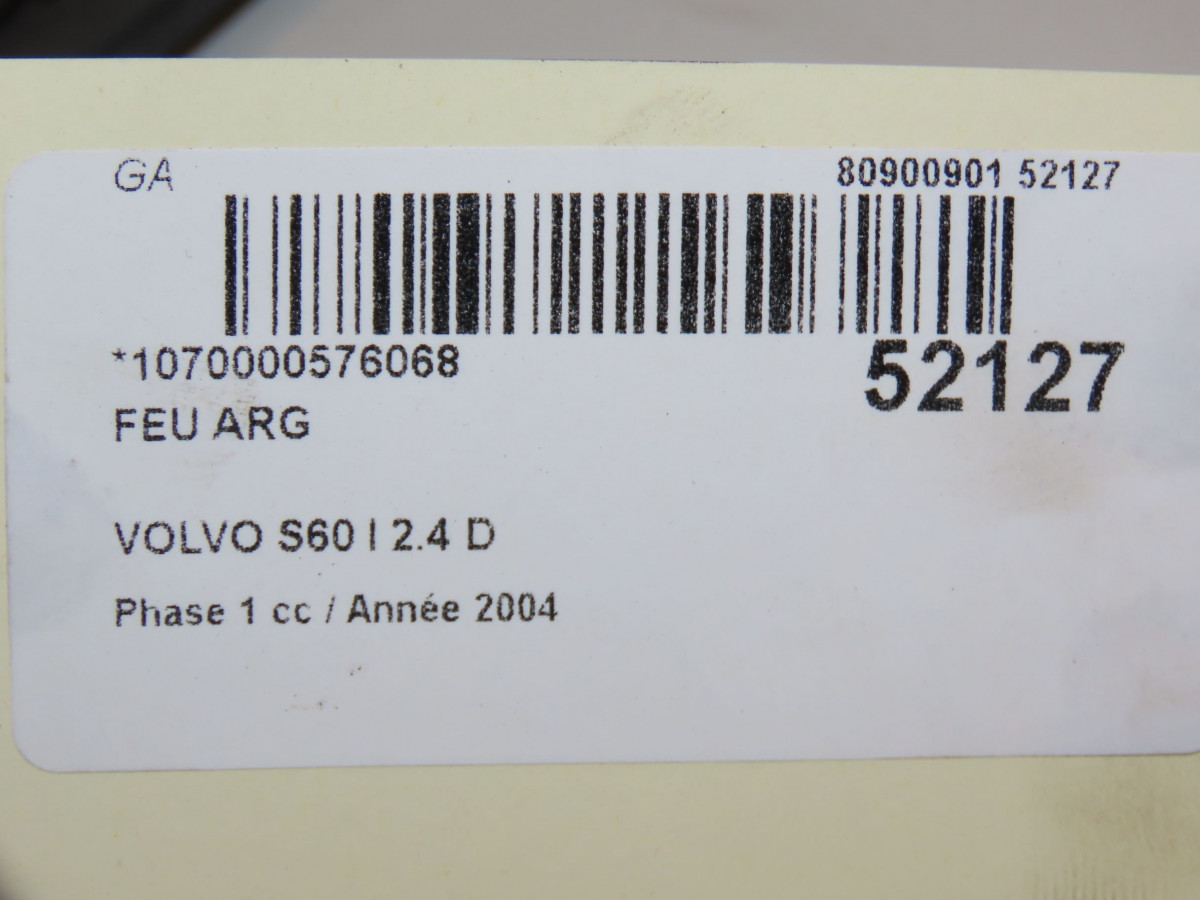 GA 80900901 52127
*1070000576068 52127
FEU ARG
VOLVO S60 I 2.4 D
Phase 1 cc / Année 2004